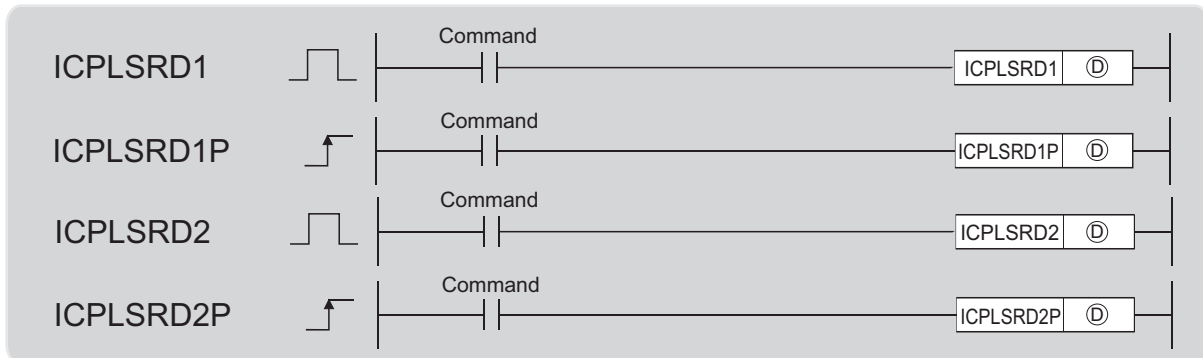 Command
ICPLSRD1 ICPLSRD1 Ⓓ
Command
ICPLSRD1P ICPLSRD1P Ⓓ
Command
ICPLSRD2 ICPLSRD2 Ⓓ
Command
ICPLSRD2P ICPLSRD2P Ⓓ